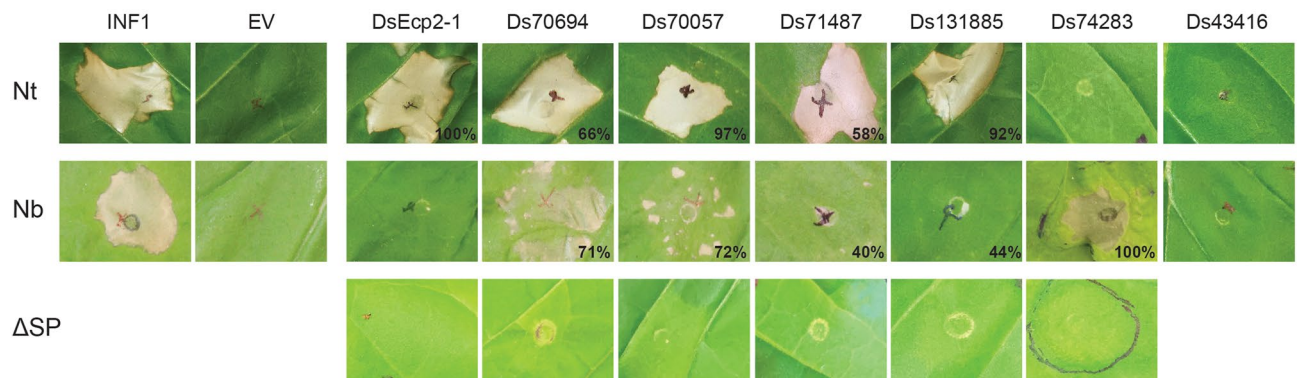 INF1 EV DsEcp2-1 Ds70694 Ds70057 Ds71487 Ds131885 Ds74283 Ds43416
Nt
100% 66% 97% 58% 92%
Nb
71% 72% 40% 44% 100%
ΔSP